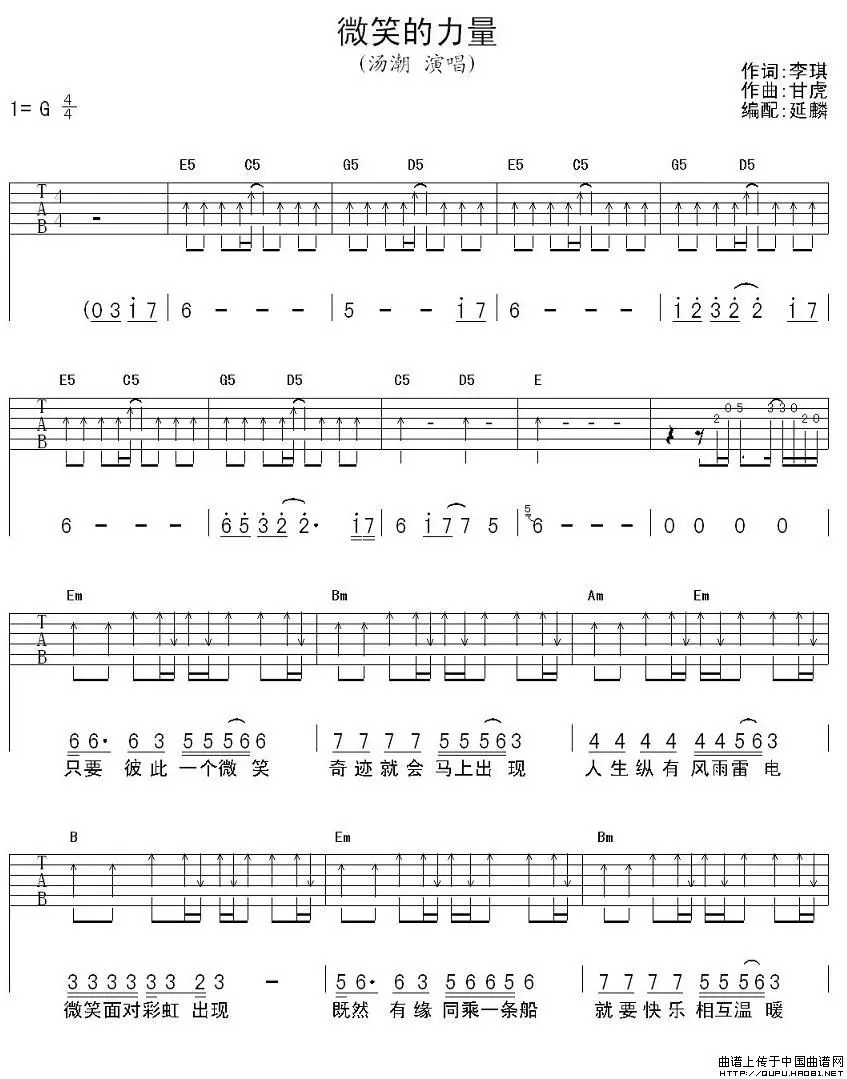 微笑的力量
(汤潮 演唱)
作词:李琪
作曲:甘虎
编配:延麟
1= G 4/4
E5 C5 G5 D5 E5 C5 G5 D5
T A B 4 4
(0 3 1 7 | 6 - - - | 5 - - 1 7 | 6 - - - | 1 2 3 2 2 1 7 |
E5 C5 G5 D5 C5 D5 E
T A B 2 0 5 3 3 0 2 0
6 - - - | 6 5 3 2 2 · 1 7 | 6 1 7 7 5 | 5 6 - - - | 0 0 0 0 |
Em Bm Am Em
T A B
6 6 · 6 3 5 5 5 6 6 | 7 7 7 7 5 5 5 6 3 | 4 4 4 4 4 4 5 6 3 |
只要 彼此 一个微 笑 奇迹就会 马上出 现 人生纵有 风雨雷 电
B Em Bm
T A B
3 3 3 3 3 3 2 3 - | 5 6 · 6 3 5 6 6 5 6 | 7 7 7 7 5 5 5 6 3 |
微笑面对彩虹 出现 既然 有缘 同乘一条船 就要快乐 相互温 暖
曲谱上传于中国曲谱网
http://QUPU.HAO81.NET